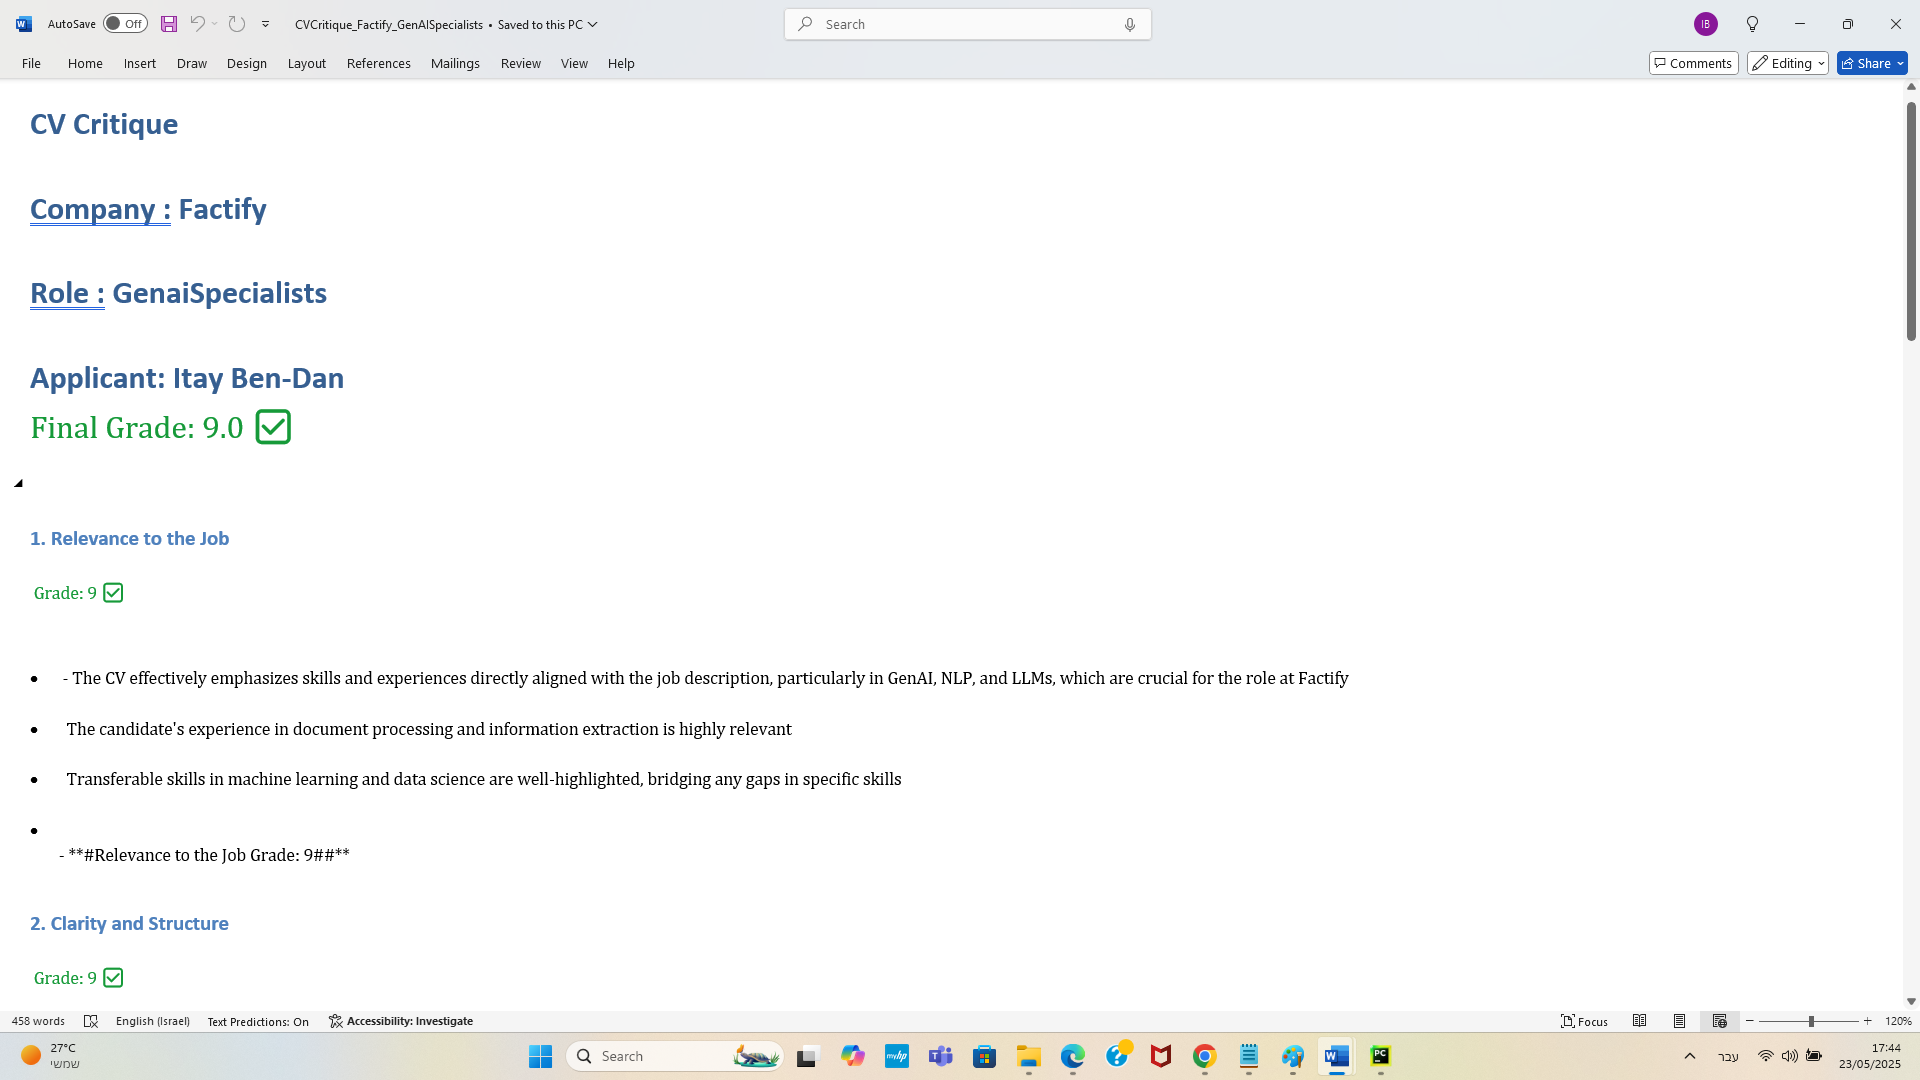 AutoSave Off CVCritique_Factify_GenAISpecialists • Saved to this PC Search IB
File Home Insert Draw Design Layout References Mailings Review View Help Comments Editing Share
CV Critique
Company : Factify
Role : GenaiSpecialists
Applicant: Itay Ben-Dan
Final Grade: 9.0
1. Relevance to the Job
Grade: 9
• - The CV effectively emphasizes skills and experiences directly aligned with the job description, particularly in GenAI, NLP, and LLMs, which are crucial for the role at Factify
• The candidate's experience in document processing and information extraction is highly relevant
• Transferable skills in machine learning and data science are well-highlighted, bridging any gaps in specific skills
•
- **#Relevance to the Job Grade: 9##**
2. Clarity and Structure
Grade: 9
458 words English (Israel) Text Predictions: On Accessibility: Investigate Focus 120%
27°C
שמשי
Search
myhp
PC
עבר
17:44
23/05/2025